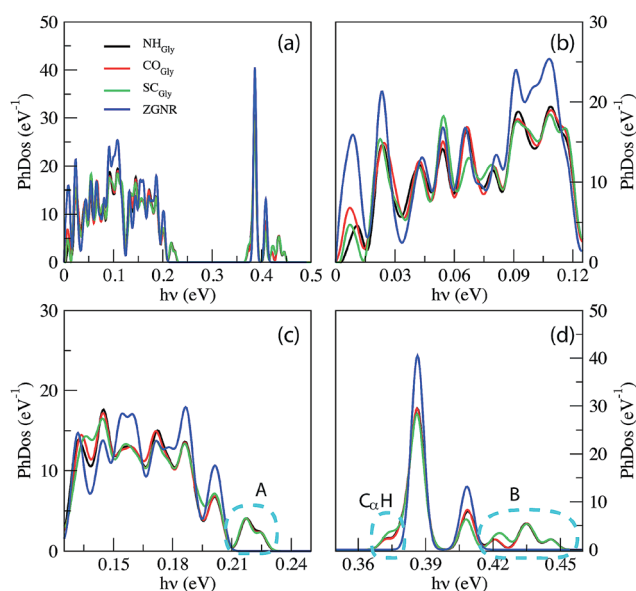 50
40
30
20
10
0
PhDos (eV⁻¹)
(a)
NH_Gly
CO_Gly
SC_Gly
ZGNR
0 0.1 0.2 0.3 0.4 0.5
hν (eV)
(b)
30
20
10
0
PhDos (eV⁻¹)
0 0.03 0.06 0.09 0.12
hν (eV)
30
20
10
0
PhDos (eV⁻¹)
(c)
A
0.15 0.18 0.21 0.24
hν (eV)
(d)
CαH
B
50
40
30
20
10
0
PhDos (eV⁻¹)
0.36 0.39 0.42 0.45
hν (eV)